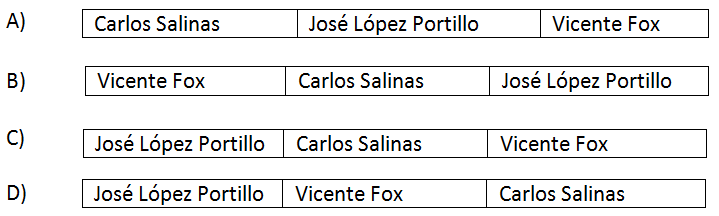 A) Carlos Salinas José López Portillo Vicente Fox
B) Vicente Fox Carlos Salinas José López Portillo
C) José López Portillo Carlos Salinas Vicente Fox
D) José López Portillo Vicente Fox Carlos Salinas